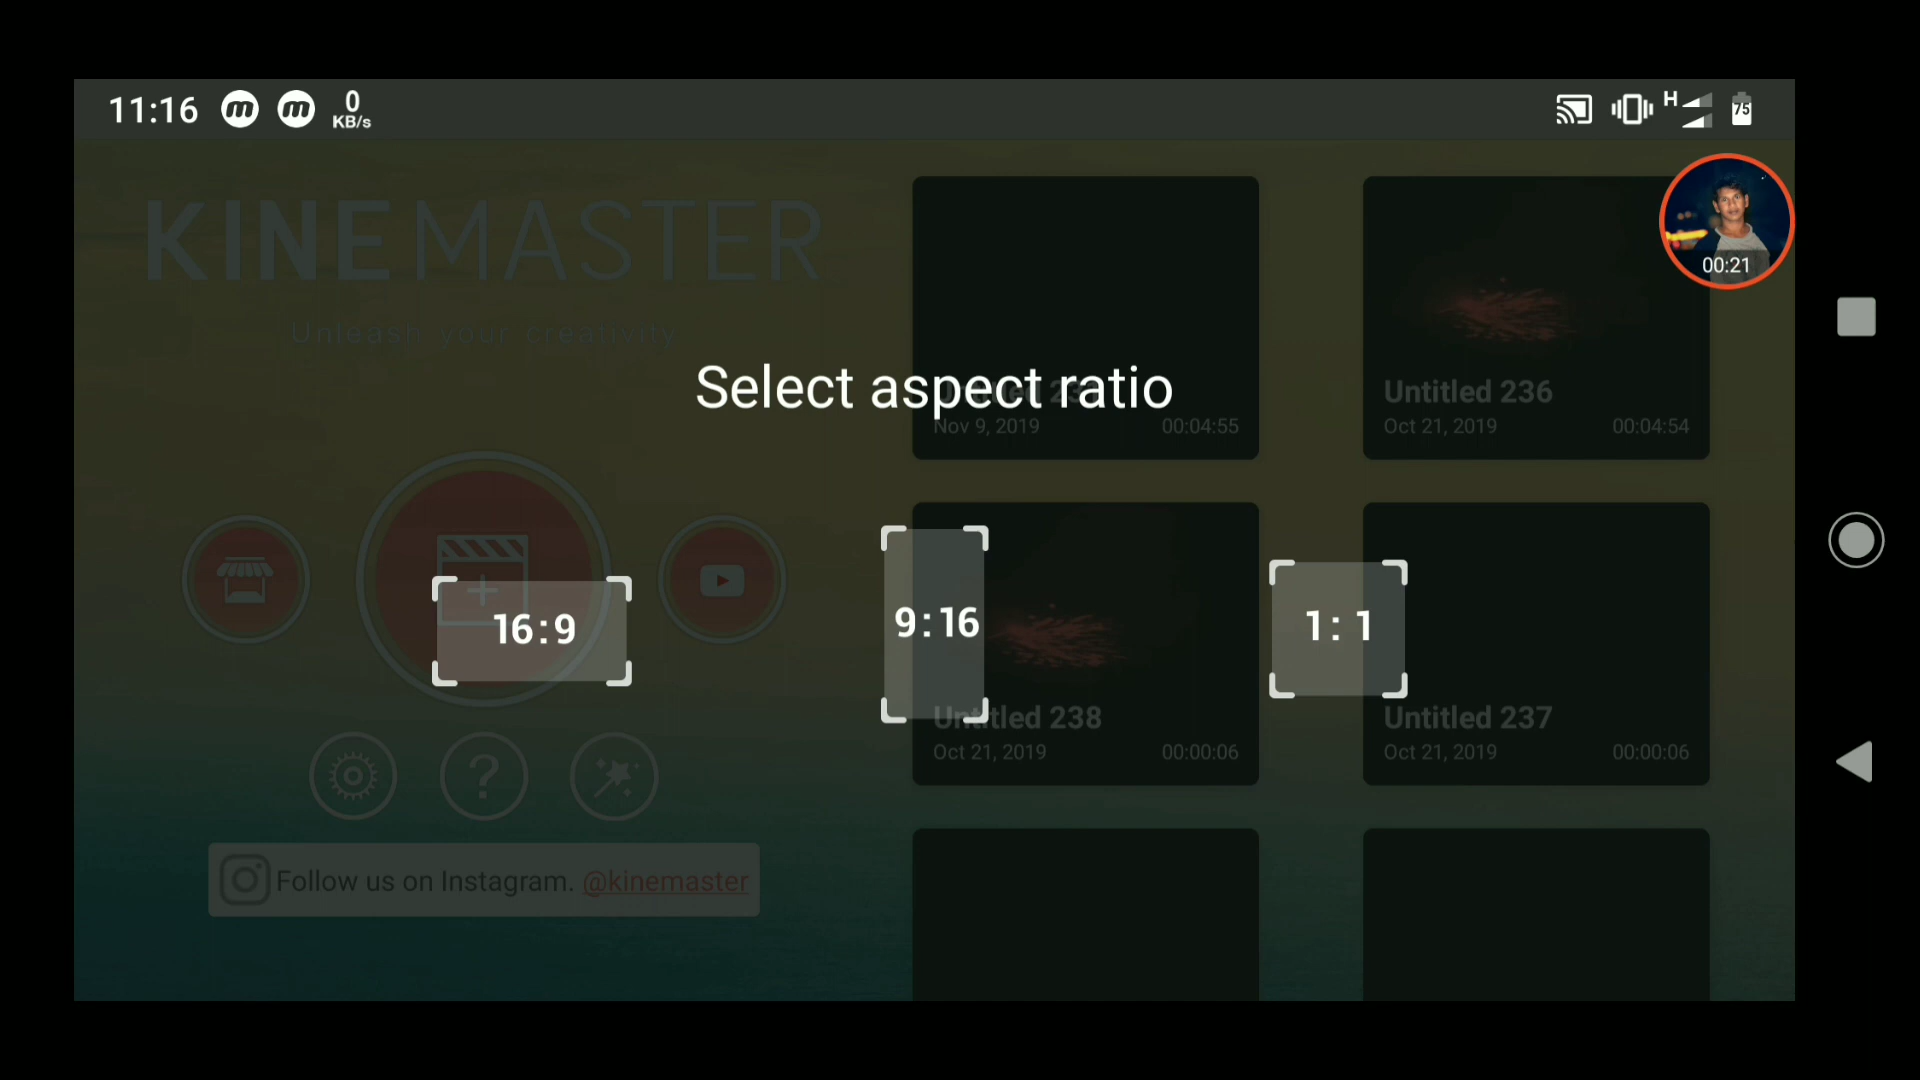 11:16 m m 0 KB/s H 75
KINEMASTER
Unleash your creativity
00:21
Select aspect ratio
Nov 9, 2019 00:04:55
Untitled 236
Oct 21, 2019 00:04:54
16:9
9:16
1:1
Untitled 238
Oct 21, 2019 00:00:06
Untitled 237
Oct 21, 2019 00:00:06
?
Follow us on Instagram. @kinemaster